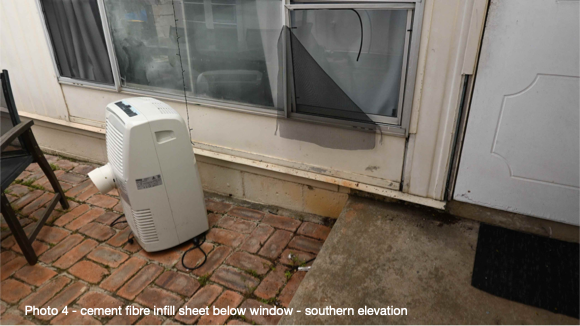 Photo 4 - cement fibre infill sheet below window - southern elevation